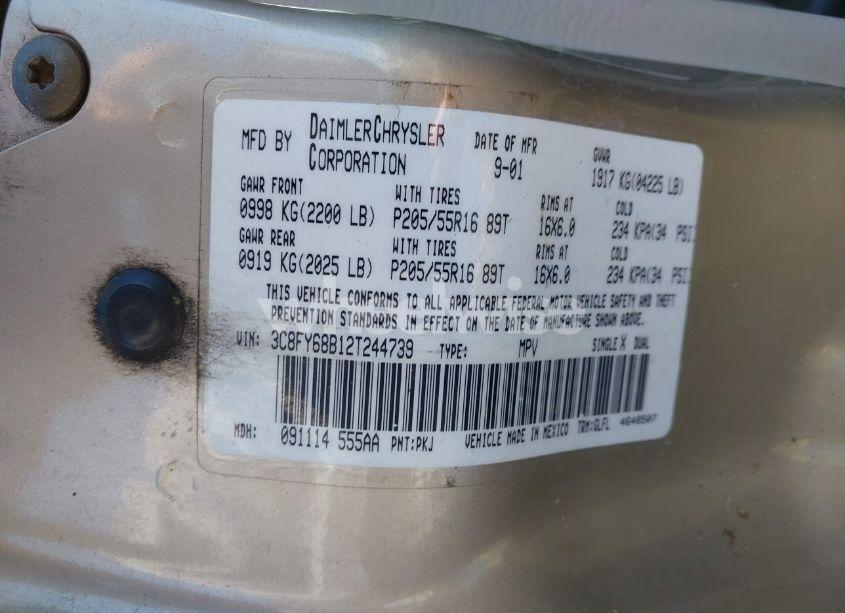 MFD BY DAIMLERCHRYSLER CORPORATION DATE OF MFR 9-01 GVWR 1917 KG(04225 LB)
GAWR FRONT WITH TIRES RIMS AT COLD
0998 KG(2200 LB) P205/55R16 89T 16X6.0 234 KPA(34 PSI)
GAWR REAR WITH TIRES RIMS AT COLD
0919 KG(2025 LB) P205/55R16 89T 16X6.0 234 KPA(34 PSI)
THIS VEHICLE CONFORMS TO ALL APPLICABLE FEDERAL MOTOR VEHICLE SAFETY AND THEFT
PREVENTION STANDARDS IN EFFECT ON THE DATE OF MANUFACTURE SHOWN ABOVE.
VIN: 3C8FY68B12T244739 TYPE: MPV SINGLE X DUAL
MDH: 091114 555AA PNT:PKJ VEHICLE MADE IN MEXICO TRM:GLFL 4648507